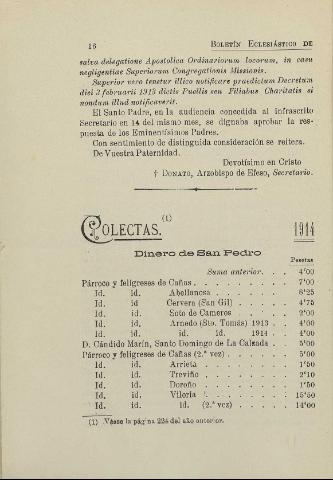 16 BOLETÍN ECLESIÁSTICO DE
salva delegatione Apostolica Ordinariorum locorum, in casu
negligentiae Superiorum Congregationis Missionis.
Superior vero tenetur illico notificare praedictum Decretum
diei 3 februarii 1915 dictis Puellis seu Filiabus Charitatis si
nondum illud notificaverit.
El Santo Padre, en la audiencia concedida al infrascrito
Secretario en 14 del mismo mes, se dignaba aprobar la res-
puesta de los Eminentísimos Padres.
Con sentimiento de distinguida consideración se reitera.
De Vuestra Paternidad.
Devotísimo en Cristo
† DONATO, Arzobispo de Efeso, Secretario.
(1)
COLECTAS. 1914
Dinero de San Pedro
Pesetas
Suma anterior. . . 4'00
Párroco y feligreses de Cañas . . . . . . . 7'00
Id. id. Abellanosa . . . . . 6'25
Id. id. Cervera (San Gil) . . . . 4'75
Id. id. Soto de Cameros . . . . 2'00
Id. id. Arnedo (Sto. Tomás) 1913 . . 4'00
Id. id. id. id. 1914 . . 4'00
D. Cándido Marín, Santo Domingo de La Calzada . . 5'00
Párroco y feligreses de Cañas (2.ª vez) . . . . . 5'00
Id. id. Arrieta . . . . . . . 1'50
Id. id. Treviño . . . . . . . 2'10
Id. id. Doroño . . . . . . . 1'50
Id. id. Viloria . . . . . . . 15'50
Id. id. id. (2.ª vez) . . . . . 14'00
(1) Véase la página 224 del año anterior.